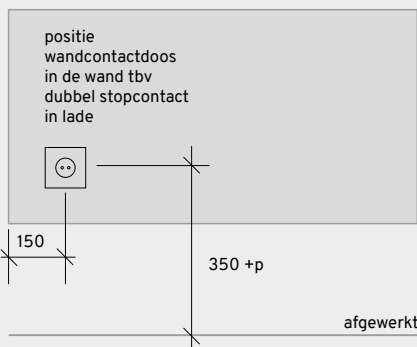 positie
wandcontactdoos
in de wand tbv
dubbel stopcontact
in lade
150
350 +p
afgewerkt